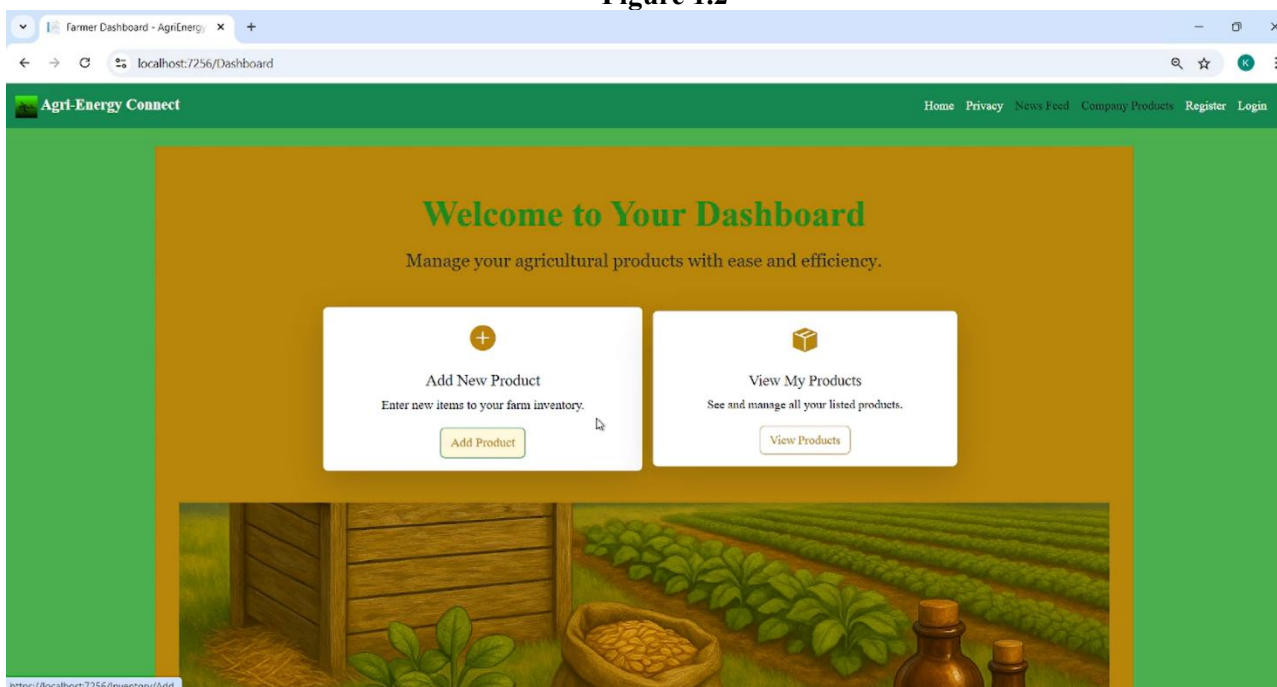 Figure 1.2
Farmer Dashboard - AgriEnergy
localhost:7256/Dashboard
K
Agri-Energy Connect
Home Privacy News Feed Company Products Register Login
Welcome to Your Dashboard
Manage your agricultural products with ease and efficiency.
Add New Product
Enter new items to your farm inventory.
Add Product
View My Products
See and manage all your listed products.
View Products
https://localhost:7256/Inventory/Add